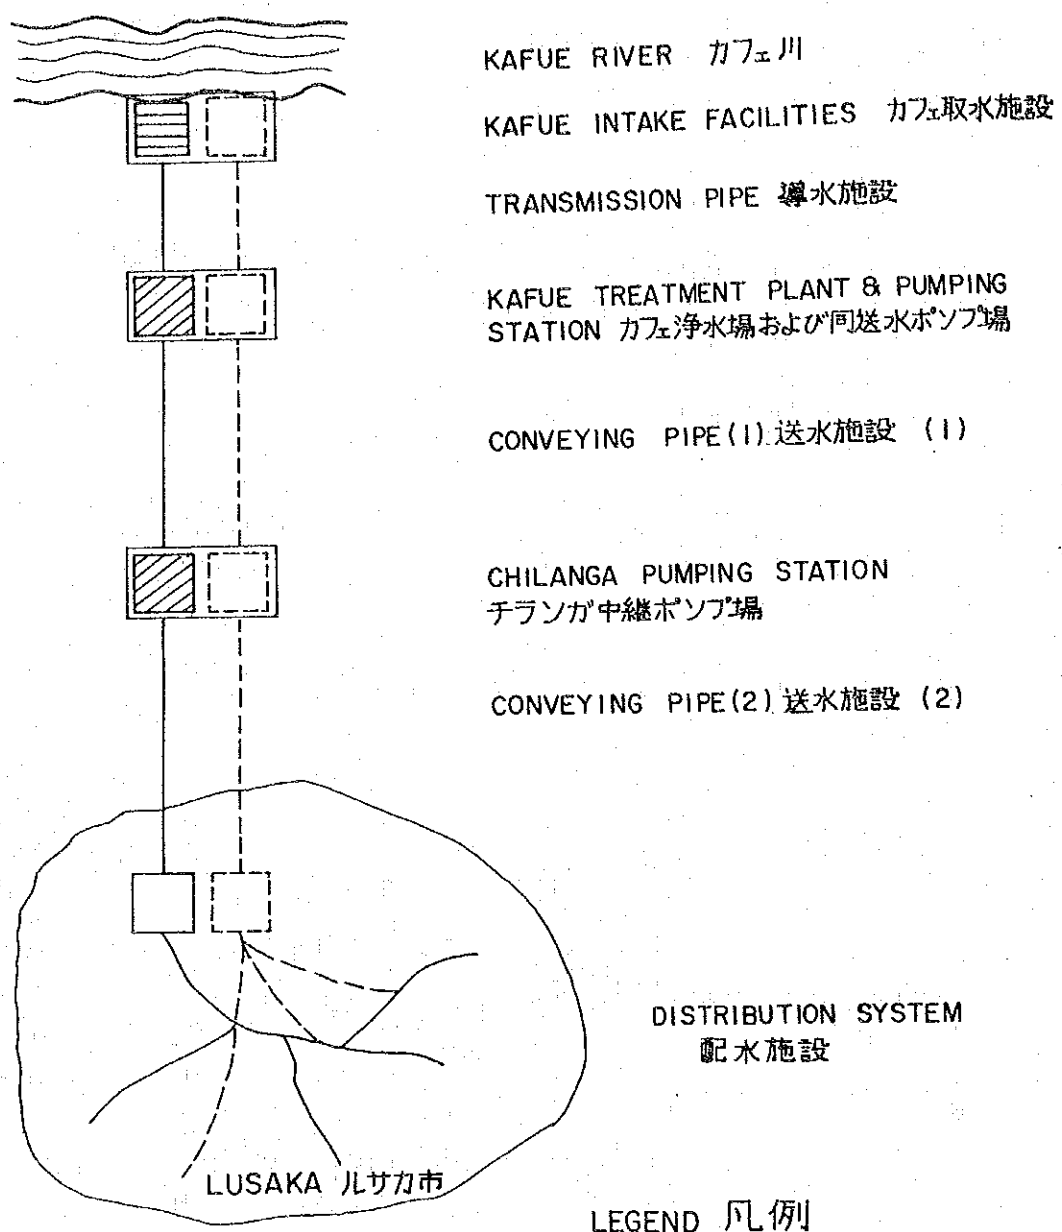 KAFUE RIVER カフェ川
KAFUE INTAKE FACILITIES カフェ取水施設
TRANSMISSION PIPE 導水施設
KAFUE TREATMENT PLANT & PUMPING
STATION カフェ浄水場および同送水ポンプ場
CONVEYING PIPE(1) 送水施設 (1)
CHILANGA PUMPING STATION
チランガ中継ポンプ場
CONVEYING PIPE(2) 送水施設 (2)
DISTRIBUTION SYSTEM
配水施設
LUSAKA ルサカ市
LEGEND 凡例